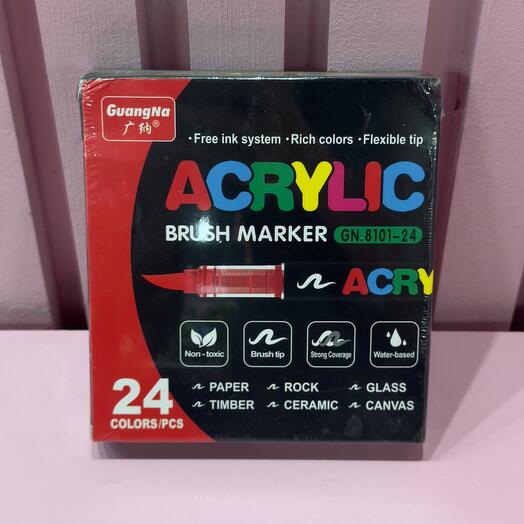 GuangNa
广纳®
•Free ink system •Rich colors •Flexible tip
ACRYLIC
BRUSH MARKER GN.8101-24
ACRY
Non-toxic
Brush tip
Strong Coverage
Water-based
24
COLORS/PCS
PAPER ROCK GLASS
TIMBER CERAMIC CANVAS